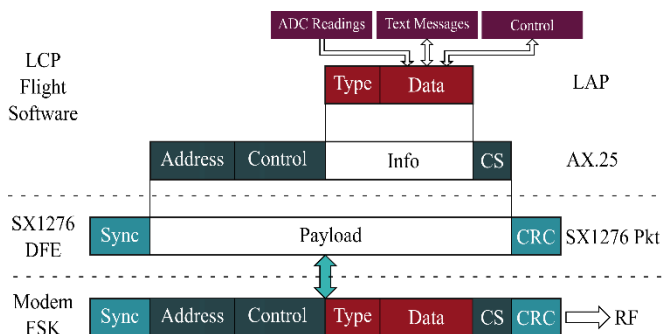 ADC Readings Text Messages Control
LCP
Flight
Software
Type Data LAP
Address Control Info CS AX.25
SX1276
DFE
Sync Payload CRC SX1276 Pkt
Modem
FSK
Sync Address Control Type Data CS CRC RF